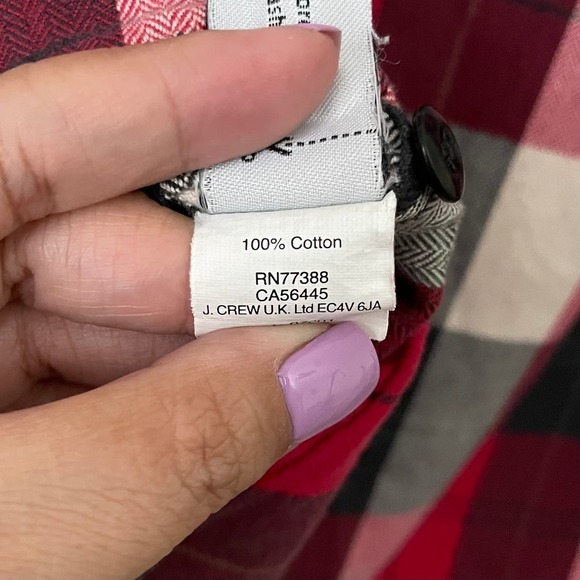 100% Cotton
RN77388
CA56445
J. CREW U.K. Ltd EC4V 6JA